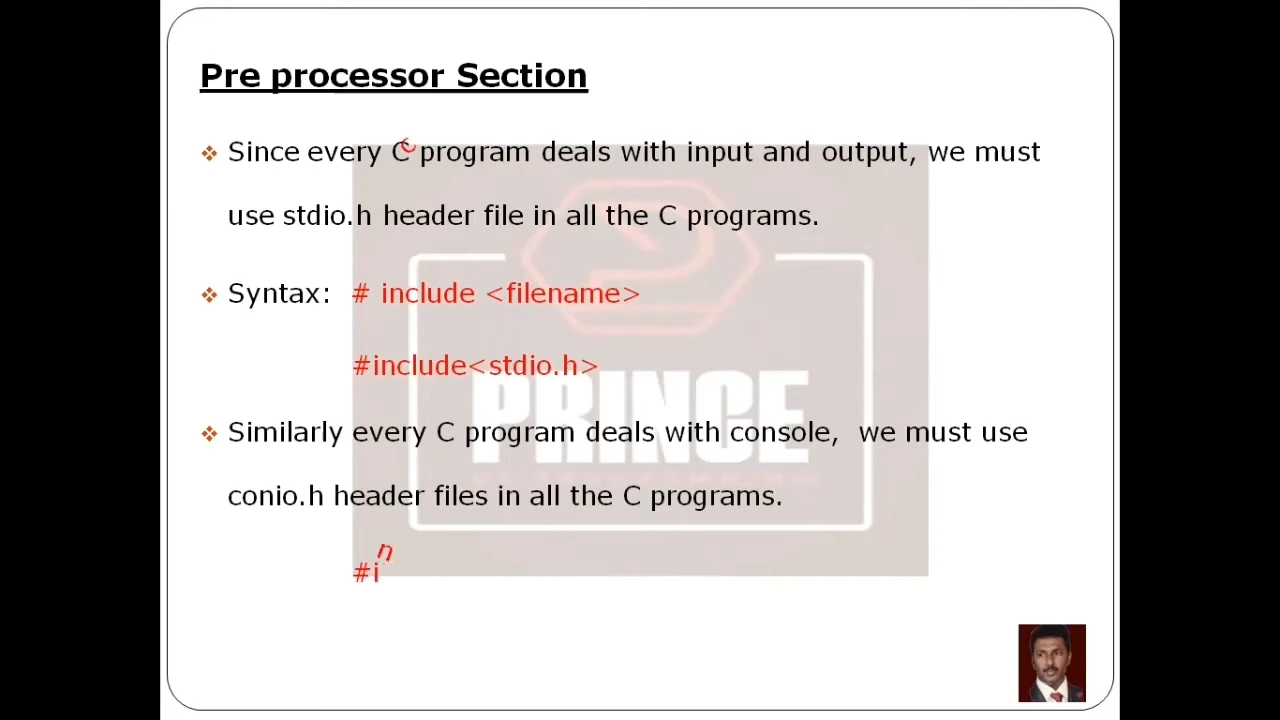 Pre processor Section
Since every C program deals with input and output, we must
use stdio.h header file in all the C programs.
Syntax: # include <filename>
#include<stdio.h>
PRINCE
Similarly every C program deals with console, we must use
conio.h header files in all the C programs.
#in
c